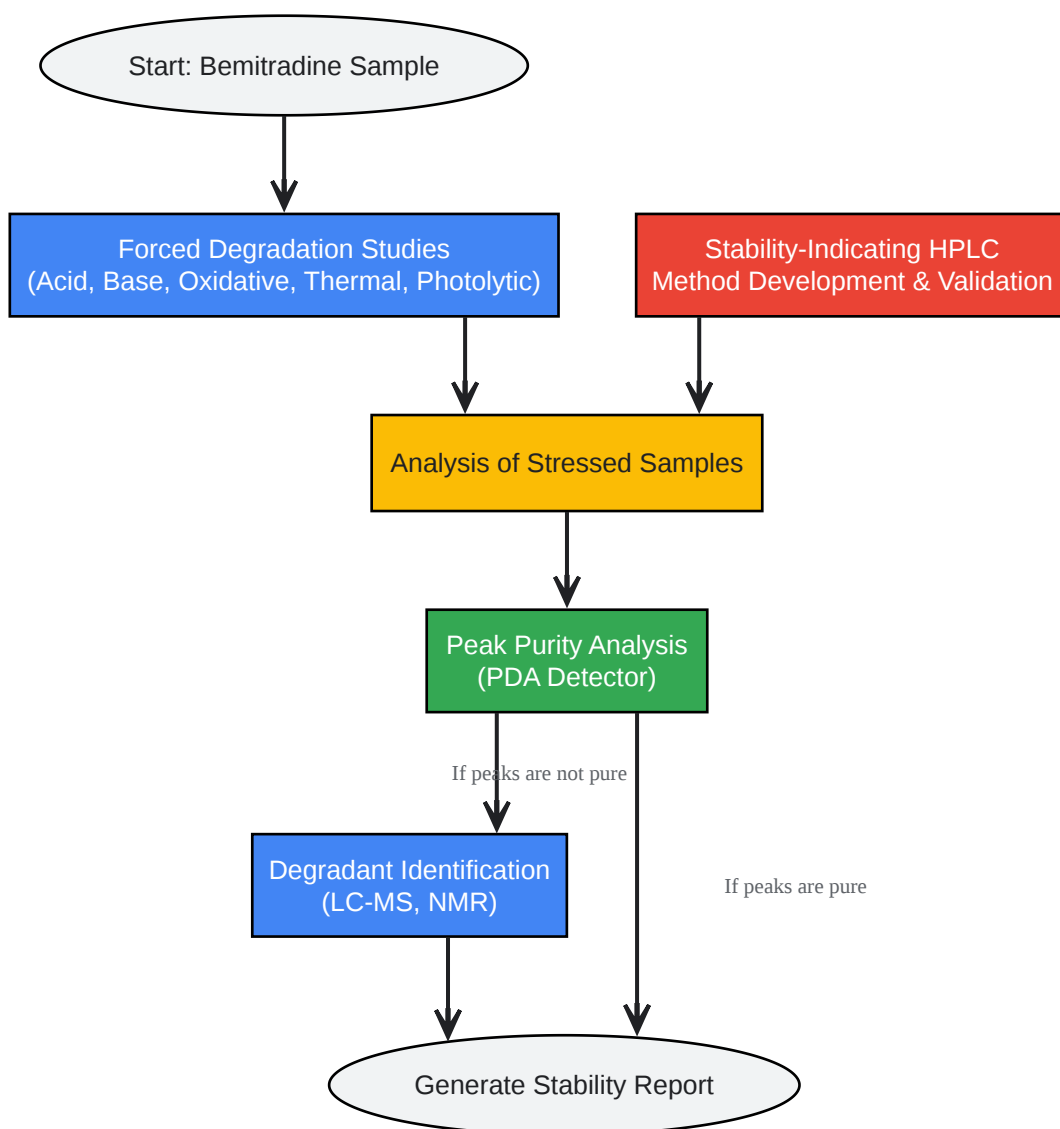 Start: Bemitradine Sample
Forced Degradation Studies
(Acid, Base, Oxidative, Thermal, Photolytic)
Stability-Indicating HPLC
Method Development & Validation
Analysis of Stressed Samples
Peak Purity Analysis
(PDA Detector)
If peaks are not pure
Degradant Identification
(LC-MS, NMR)
If peaks are pure
Generate Stability Report